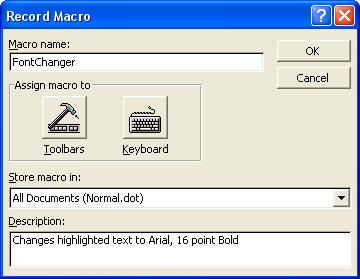 Record Macro
Macro name:
OK
FontChanger
Cancel
Assign macro to
Toolbars
Keyboard
Store macro in:
All Documents (Normal.dot)
Description:
Changes highlighted text to Arial, 16 point Bold